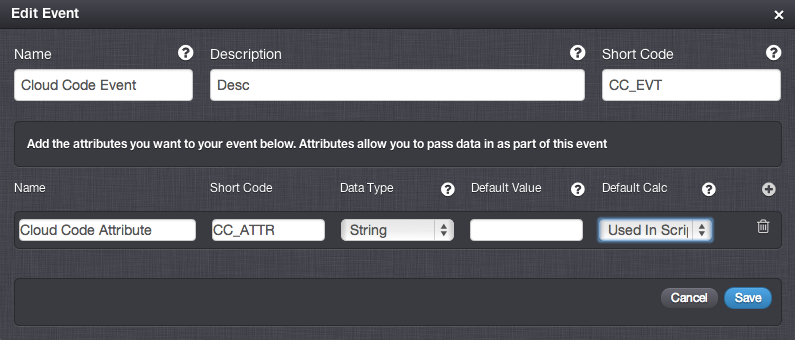 Edit Event ×
Name ? Description ? Short Code ?
Cloud Code Event Desc CC_EVT
Add the attributes you want to your event below. Attributes allow you to pass data in as part of this event
Name Short Code Data Type ? Default Value ? Default Calc ?
Cloud Code Attribute CC_ATTR String Used In Scrip
Cancel Save